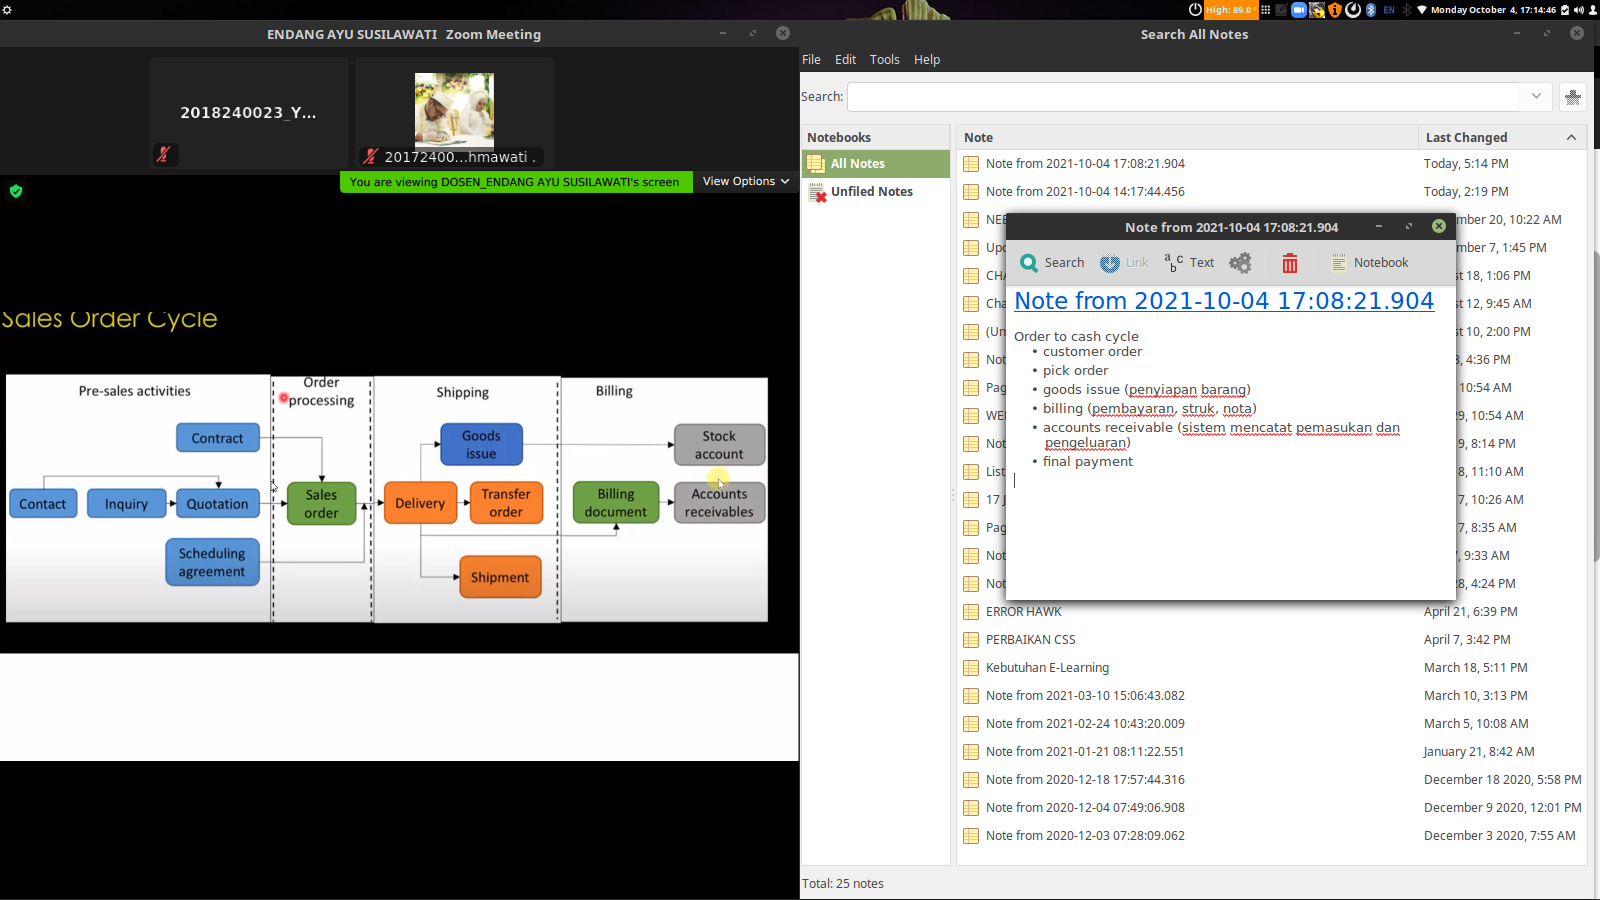 High: 89.0 °
EN
Monday October 4, 17:14:46
ENDANG AYU SUSILAWATI Zoom Meeting
2018240023_Y...
20172400...hmawati .
You are viewing DOSEN_ENDANG AYU SUSILAWATI's screen
View Options
Sales Order Cycle
Pre-sales activities
Order
processing
Shipping
Billing
Contract
Goods
issue
Stock
account
Contact
Inquiry
Quotation
Sales
order
Delivery
Transfer
order
Billing
document
Accounts
receivables
Scheduling
agreement
Shipment
Search All Notes
File Edit Tools Help
Search:
Notebooks
All Notes
Unfiled Notes
Note
Last Changed
Note from 2021-10-04 17:08:21.904
Today, 5:14 PM
Note from 2021-10-04 14:17:44.456
Today, 2:19 PM
NEE
mber 20, 10:22 AM
Upc
mber 7, 1:45 PM
CHA
st 18, 1:06 PM
Cha
st 12, 9:45 AM
(Un
st 10, 2:00 PM
Not
3, 4:36 PM
Pag
10:54 AM
WEI
29, 10:54 AM
Not
9, 8:14 PM
List
8, 11:10 AM
17 J
7, 10:26 AM
Pag
7, 8:35 AM
Not
, 9:33 AM
Not
28, 4:24 PM
ERROR HAWK
April 21, 6:39 PM
PERBAIKAN CSS
April 7, 3:42 PM
Kebutuhan E-Learning
March 18, 5:11 PM
Note from 2021-03-10 15:06:43.082
March 10, 3:13 PM
Note from 2021-02-24 10:43:20.009
March 5, 10:08 AM
Note from 2021-01-21 08:11:22.551
January 21, 8:42 AM
Note from 2020-12-18 17:57:44.316
December 18 2020, 5:58 PM
Note from 2020-12-04 07:49:06.908
December 9 2020, 12:01 PM
Note from 2020-12-03 07:28:09.062
December 3 2020, 7:55 AM
Total: 25 notes
Note from 2021-10-04 17:08:21.904
Search Link Text Notebook
Note from 2021-10-04 17:08:21.904
Order to cash cycle
• customer order
• pick order
• goods issue (penyiapan barang)
• billing (pembayaran, struk, nota)
• accounts receivable (sistem mencatat pemasukan dan
pengeluaran)
• final payment